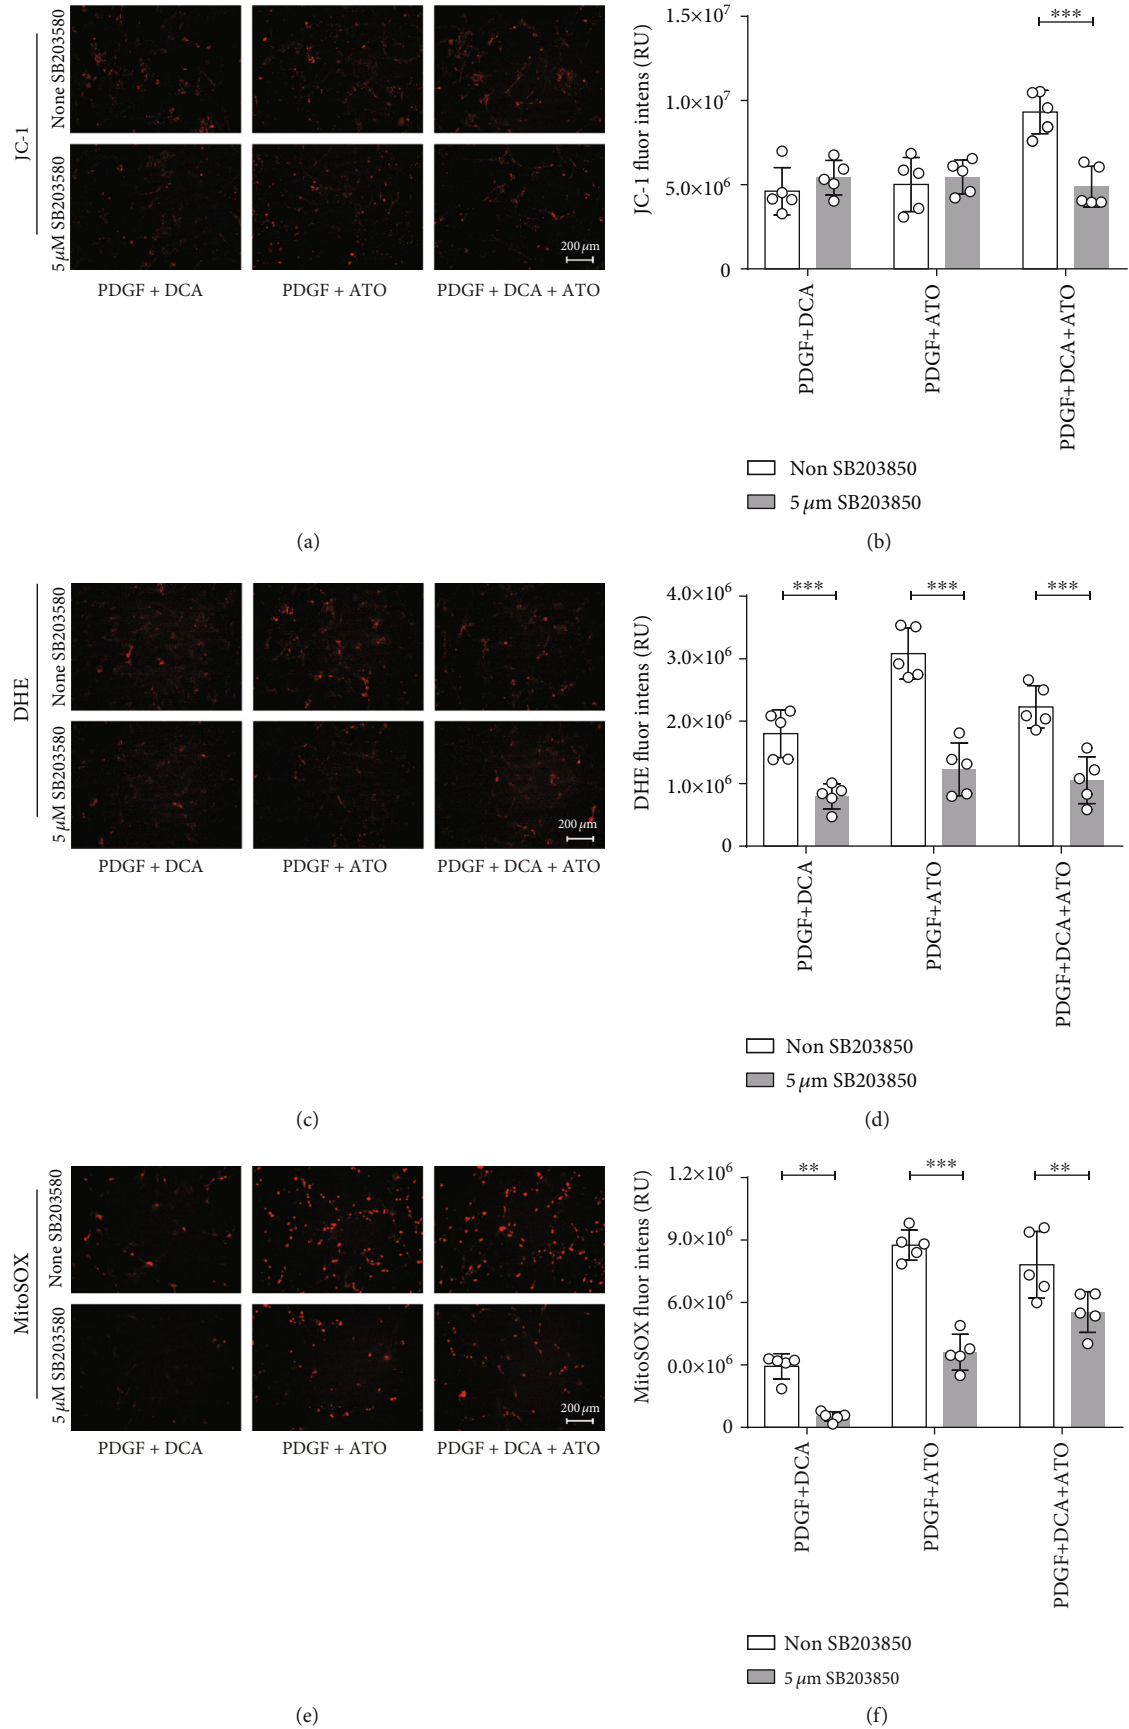 JC-1
None SB203580
5 μM SB203580
200 μm
PDGF + DCA
PDGF + ATO
PDGF + DCA + ATO
(a)
JC-1 fluor intens (RU)
1.5×10⁷
1.0×10⁷
5.0×10⁶
0
***
PDGF+DCA
PDGF+ATO
PDGF+DCA+ATO
Non SB203850
5 μm SB203850
(b)
DHE
None SB203580
5 μM SB203580
200 μm
PDGF + DCA
PDGF + ATO
PDGF + DCA + ATO
(c)
DHE fluor intens (RU)
4.0×10⁶
3.0×10⁶
2.0×10⁶
1.0×10⁶
0
***
***
***
PDGF+DCA
PDGF+ATO
PDGF+DCA+ATO
Non SB203850
5 μm SB203850
(d)
MitoSOX
None SB203580
5 μM SB203580
200 μm
PDGF + DCA
PDGF + ATO
PDGF + DCA + ATO
(e)
MitoSOX fluor intens (RU)
1.2×10⁶
9.0×10⁶
6.0×10⁶
0.0×10⁶
0
**
***
**
PDGF+DCA
PDGF+ATO
PDGF+DCA+ATO
Non SB203850
5 μm SB203850
(f)